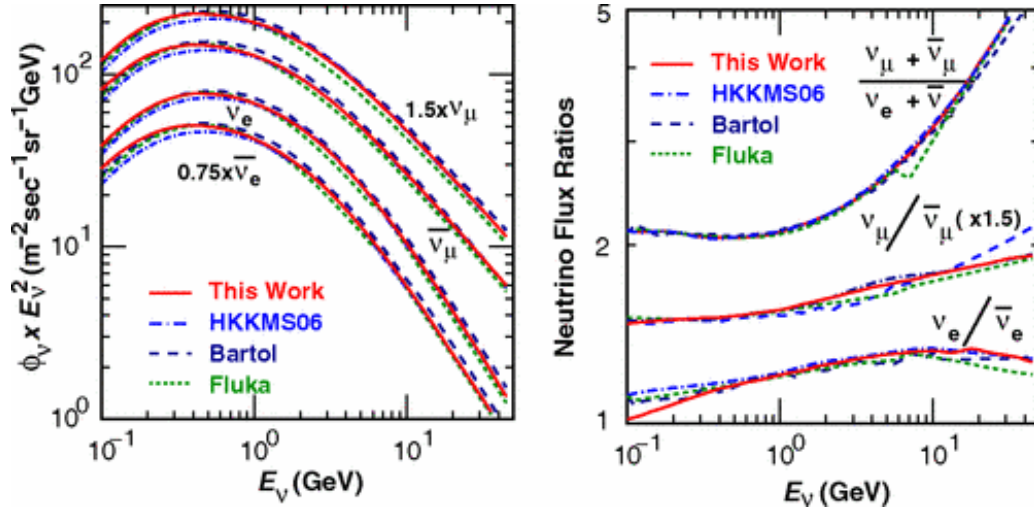 ϕν x Eν² (m⁻²sec⁻¹sr⁻¹GeV)
10²
10¹
10⁰
1.5xνμ
νe
0.75xν̅e
ν̅μ
This Work
HKKMS06
Bartol
Fluka
10⁻¹ 10⁰ 10¹
Eν (GeV)
Neutrino Flux Ratios
5
2
1
This Work
HKKMS06
Bartol
Fluka
νμ + ν̅μ
νe + ν̅
νμ/ν̅μ (x1.5)
νe/ν̅e
10⁻¹ 10⁰ 10¹
Eν (GeV)